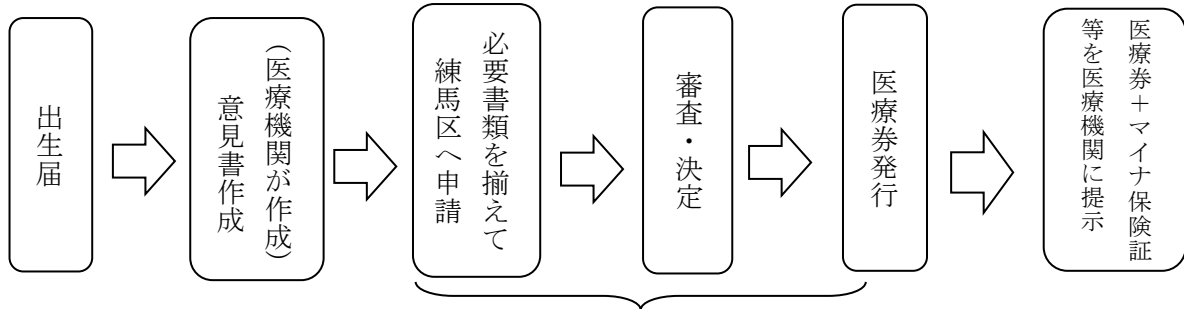 出生届
(医療機関が作成)
意見書作成
必要書類を揃えて
練馬区へ申請
審査・決定
医療券発行
医療券＋マイナ保険証
等を医療機関に提示